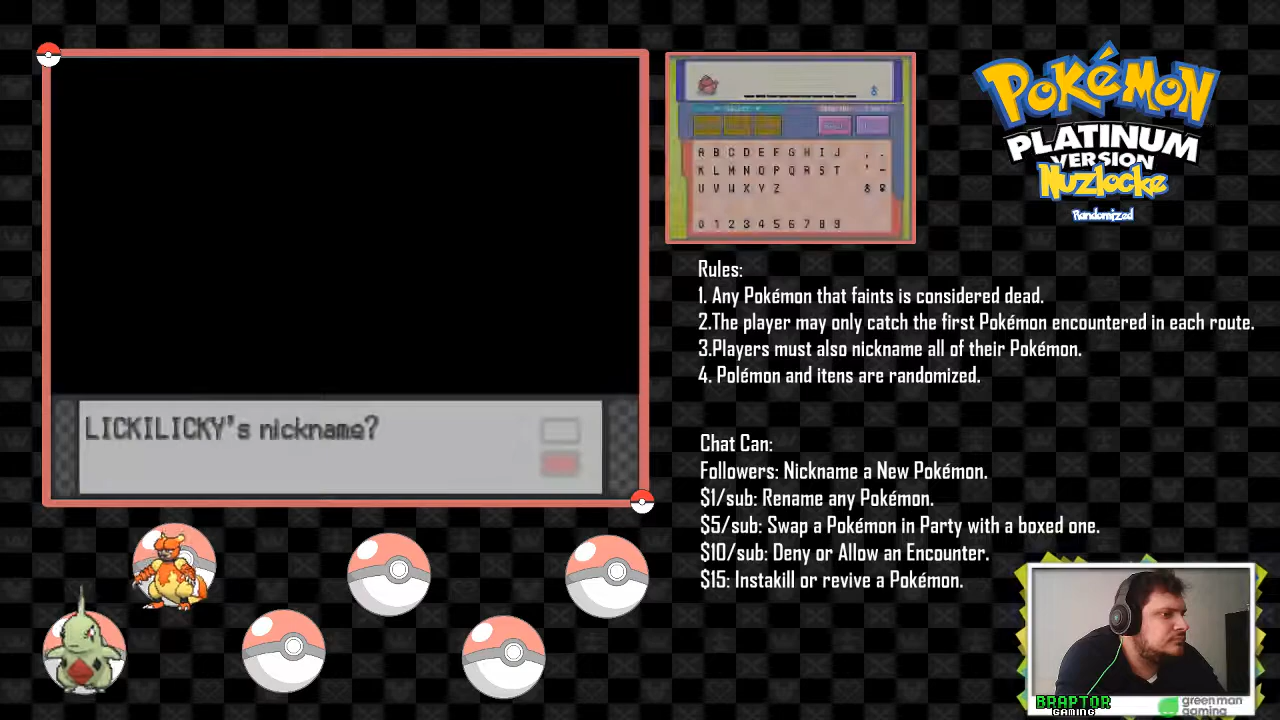 LICKILICKY's nickname?
A B C D E F G H I J , .
K L M N O P Q R S T ' -
U V W X Y Z
0 1 2 3 4 5 6 7 8 9
POKÉMON
PLATINUM
VERSION
Nuzlocke
Randomized
Rules:
1. Any Pokémon that faints is considered dead.
2.The player may only catch the first Pokémon encountered in each route.
3.Players must also nickname all of their Pokémon.
4. Polémon and itens are randomized.
Chat Can:
Followers: Nickname a New Pokémon.
$1/sub: Rename any Pokémon.
$5/sub: Swap a Pokémon in Party with a boxed one.
$10/sub: Deny or Allow an Encounter.
$15: Instakill or revive a Pokémon.
BRAPTOR
GAMING
green man
gaming